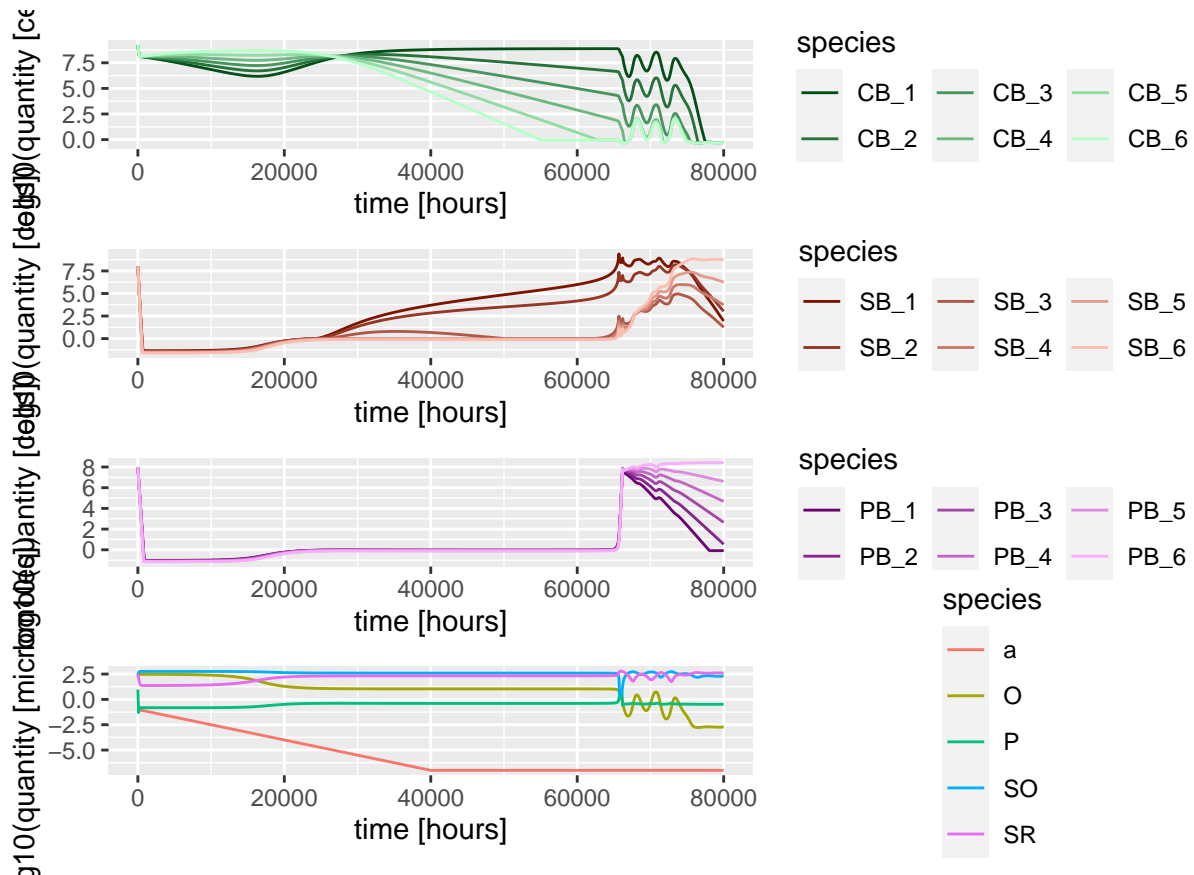 species
CB_1 CB_3 CB_5
CB_2 CB_4 CB_6
7.5
5.0
2.5
0.0
0 20000 40000 60000 80000
time [hours]
species
SB_1 SB_3 SB_5
SB_2 SB_4 SB_6
7.5
5.0
2.5
0.0
0 20000 40000 60000 80000
time [hours]
species
PB_1 PB_3 PB_5
PB_2 PB_4 PB_6
8
6
4
2
0
0 20000 40000 60000 80000
time [hours]
species
a
O
P
SO
SR
2.5
0.0
−2.5
−5.0
0 20000 40000 60000 80000
time [hours]